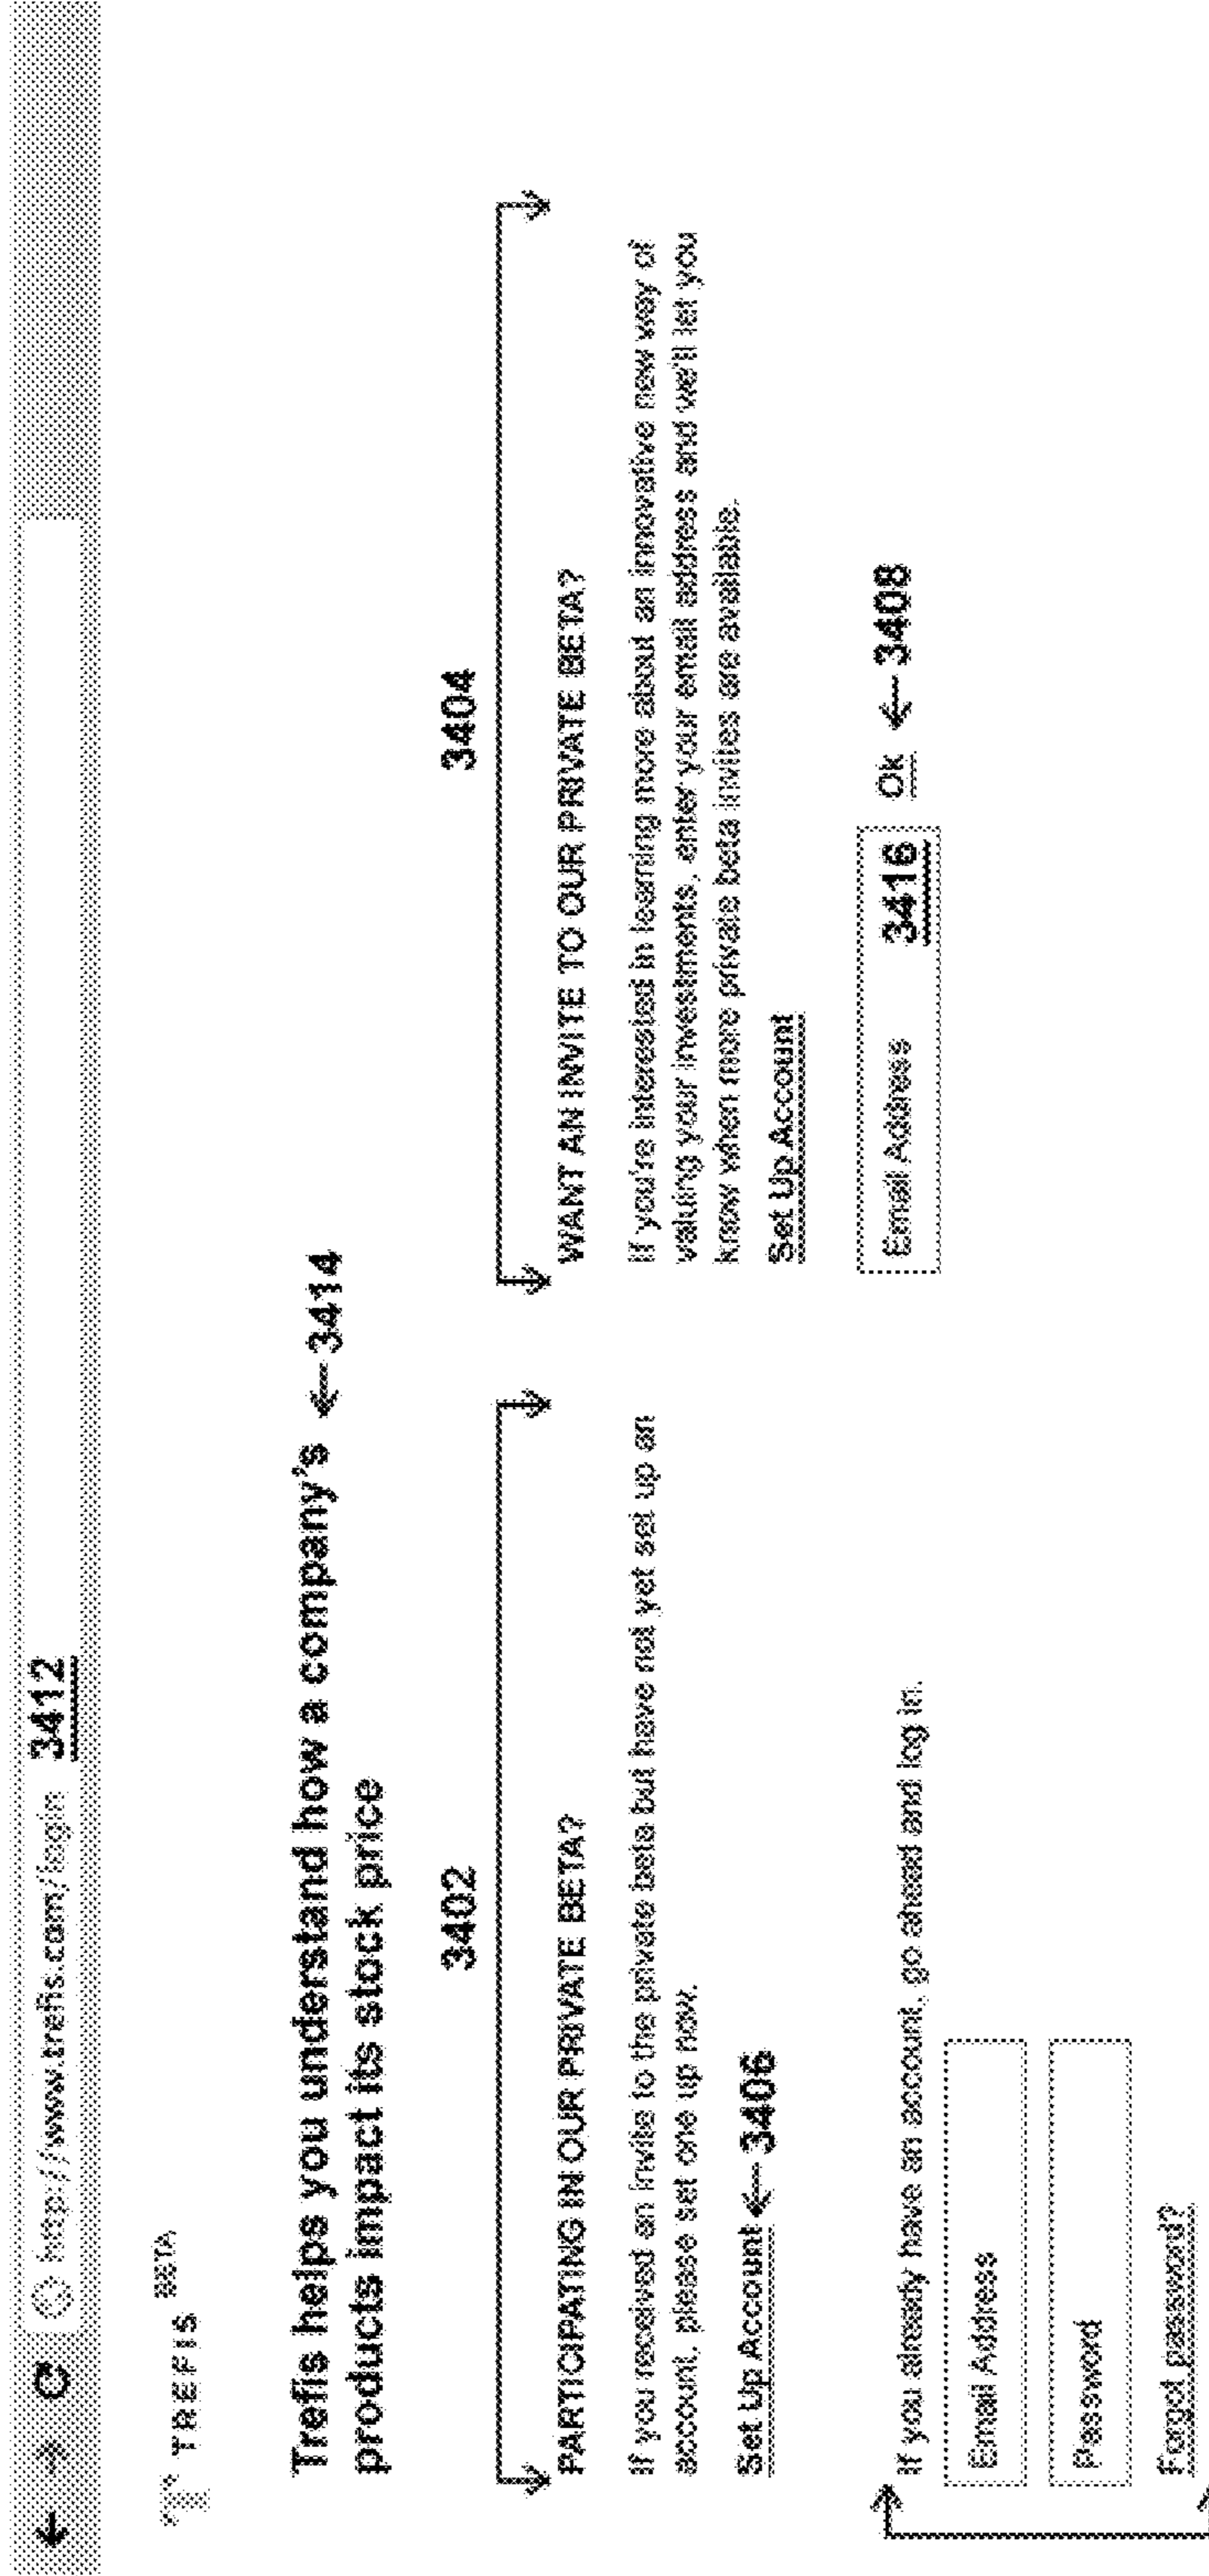 http://www.trefis.com/login 3412
T TREFIS BETA
Trefis helps you understand how a company's ← 3414
products impact its stock price
3402
PARTICIPATING IN OUR PRIVATE BETA?
If you received an invite to the private beta but have not yet set up an
account, please set one up now.
Set Up Account ← 3406
If you already have an account, go ahead and log in.
Email Address
Password
Forgot password?
3404
WANT AN INVITE TO OUR PRIVATE BETA?
If you're interested in learning more about an innovative new way of
valuing your investments, enter your email address and we'll let you
know when more private beta invites are available.
Set Up Account
Email Address 3416 Ok ← 3408